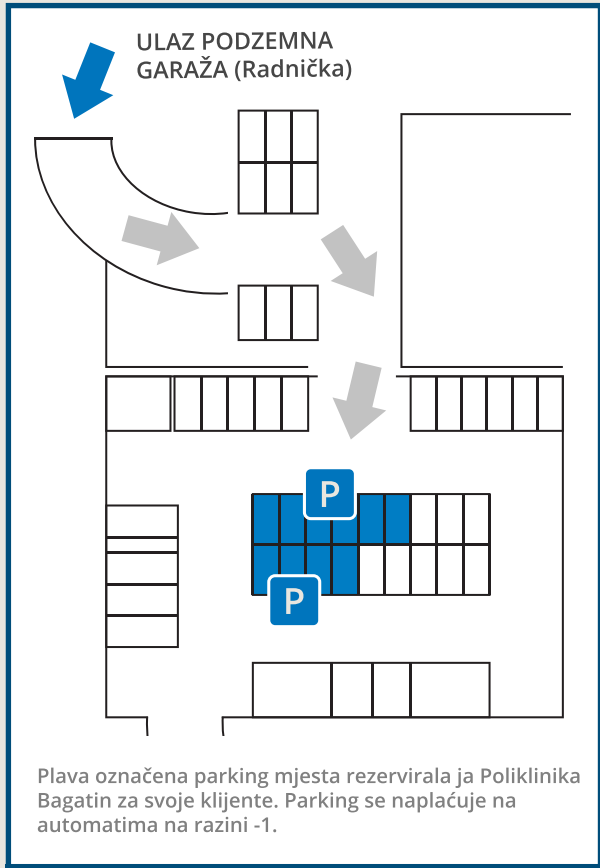 ULAZ PODZEMNA
GARAŽA (Radnička)
P
P
Plava označena parking mjesta rezervirala ja Poliklinika
Bagatin za svoje klijente. Parking se naplaćuje na
automatima na razini -1.